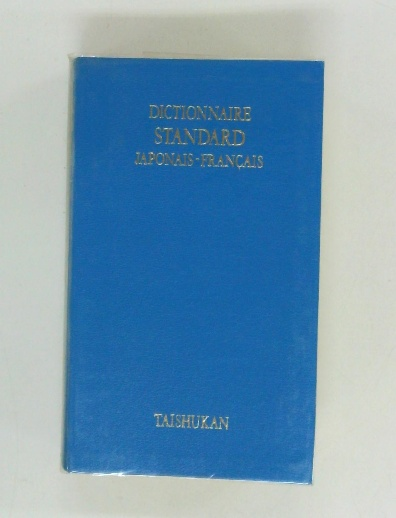 DICTIONNAIRE
STANDARD
JAPONAIS-FRANÇAIS
TAISHUKAN